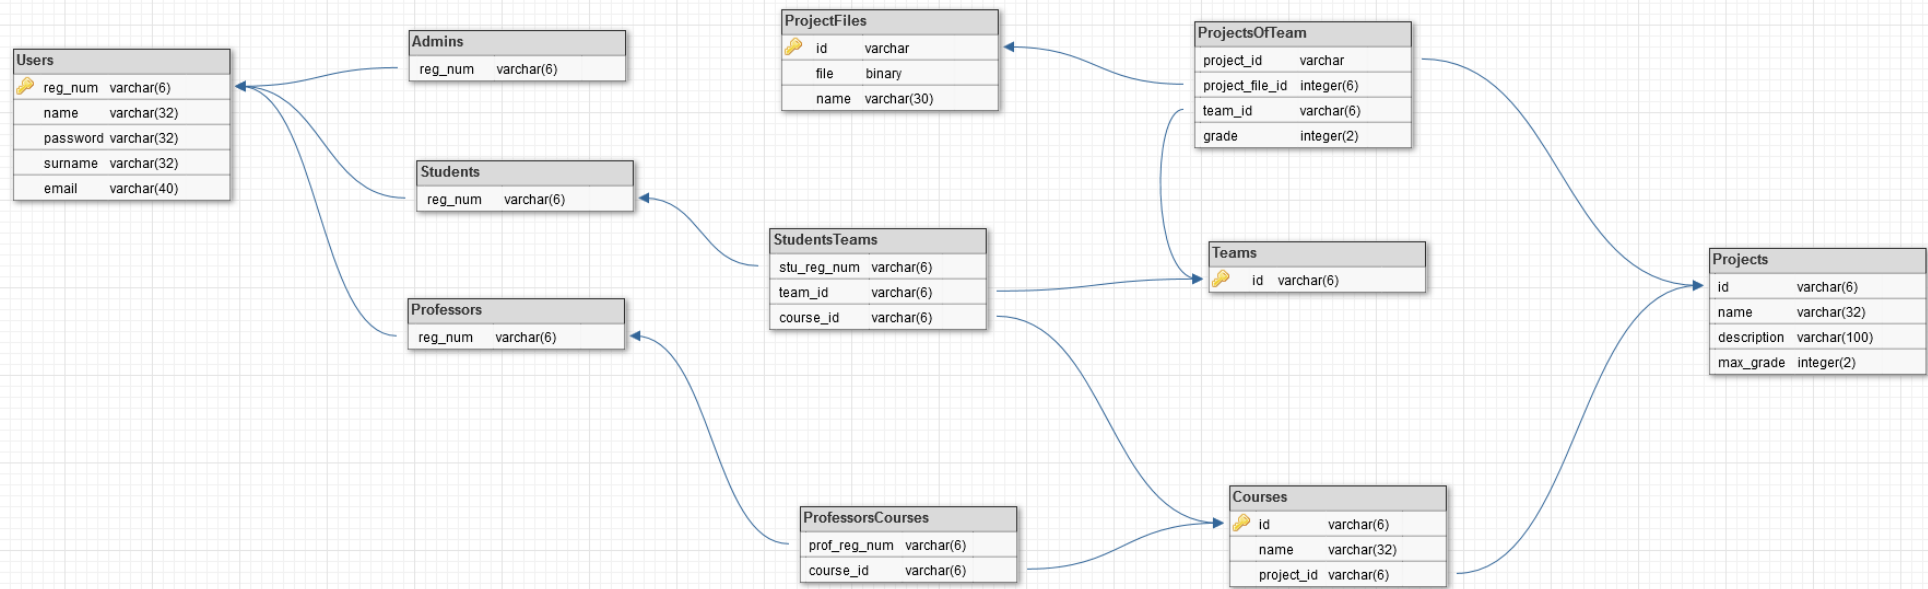 Users
reg_num varchar(6)
name varchar(32)
password varchar(32)
surname varchar(32)
email varchar(40)
Admins
reg_num varchar(6)
Students
reg_num varchar(6)
Professors
reg_num varchar(6)
ProjectFiles
id varchar
file binary
name varchar(30)
StudentsTeams
stu_reg_num varchar(6)
team_id varchar(6)
course_id varchar(6)
ProfessorsCourses
prof_reg_num varchar(6)
course_id varchar(6)
ProjectsOfTeam
project_id varchar
project_file_id integer(6)
team_id varchar(6)
grade integer(2)
Teams
id varchar(6)
Courses
id varchar(6)
name varchar(32)
project_id varchar(6)
Projects
id varchar(6)
name varchar(32)
description varchar(100)
max_grade integer(2)